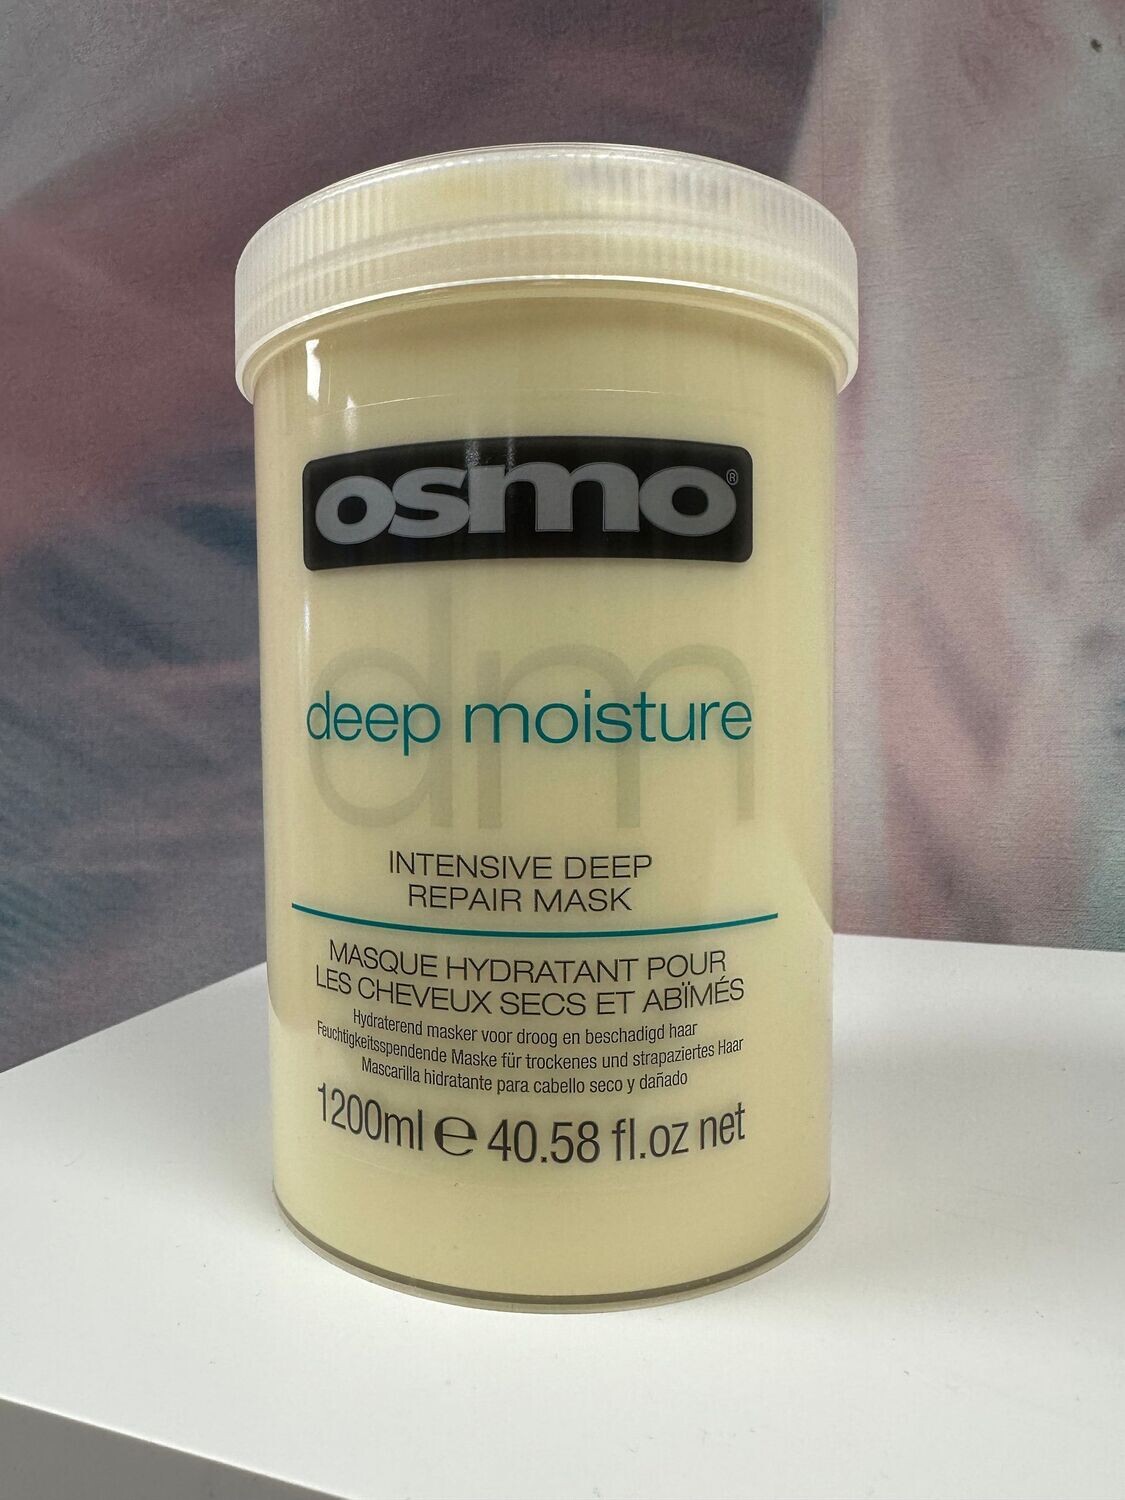 osmo®
dm
deep moisture
INTENSIVE DEEP
REPAIR MASK
MASQUE HYDRATANT POUR
LES CHEVEUX SECS ET ABÏMÉS
Hydraterend masker voor droog en beschadigd haar
Feuchtigkeitsspendende Maske für trockenes und strapaziertes Haar
Mascarilla hidratante para cabello seco y dañado
1200ml ℮ 40.58 fl.oz net